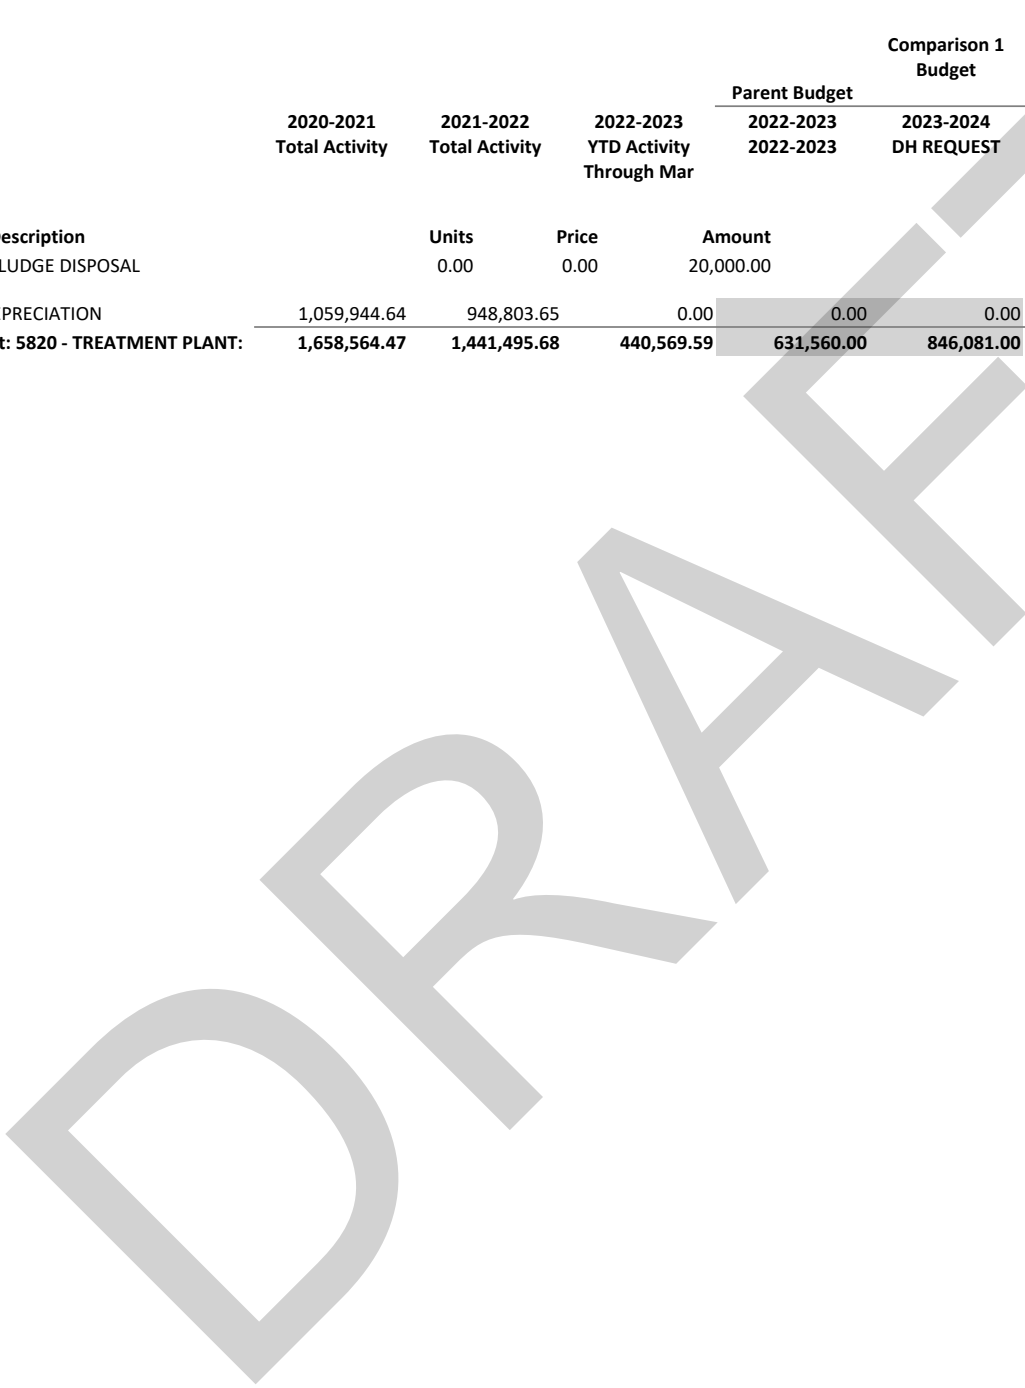 Comparison 1
Budget
Parent Budget
2020-2021 2021-2022 2022-2023 2022-2023 2023-2024
Total Activity Total Activity YTD Activity 2022-2023 DH REQUEST
Through Mar
escription Units Price Amount
LUDGE DISPOSAL 0.00 0.00 20,000.00
PRECIATION 1,059,944.64 948,803.65 0.00 0.00 0.00
t: 5820 - TREATMENT PLANT: 1,658,564.47 1,441,495.68 440,569.59 631,560.00 846,081.00
DRAFT